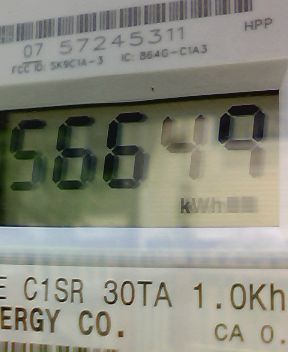 HPP
07 57245311
FCC ID: SK9C1A-3 IC: 864G-C1A3
56649
kWh
E C1SR 30TA 1.0Kh
ERGY CO.
CA 0.